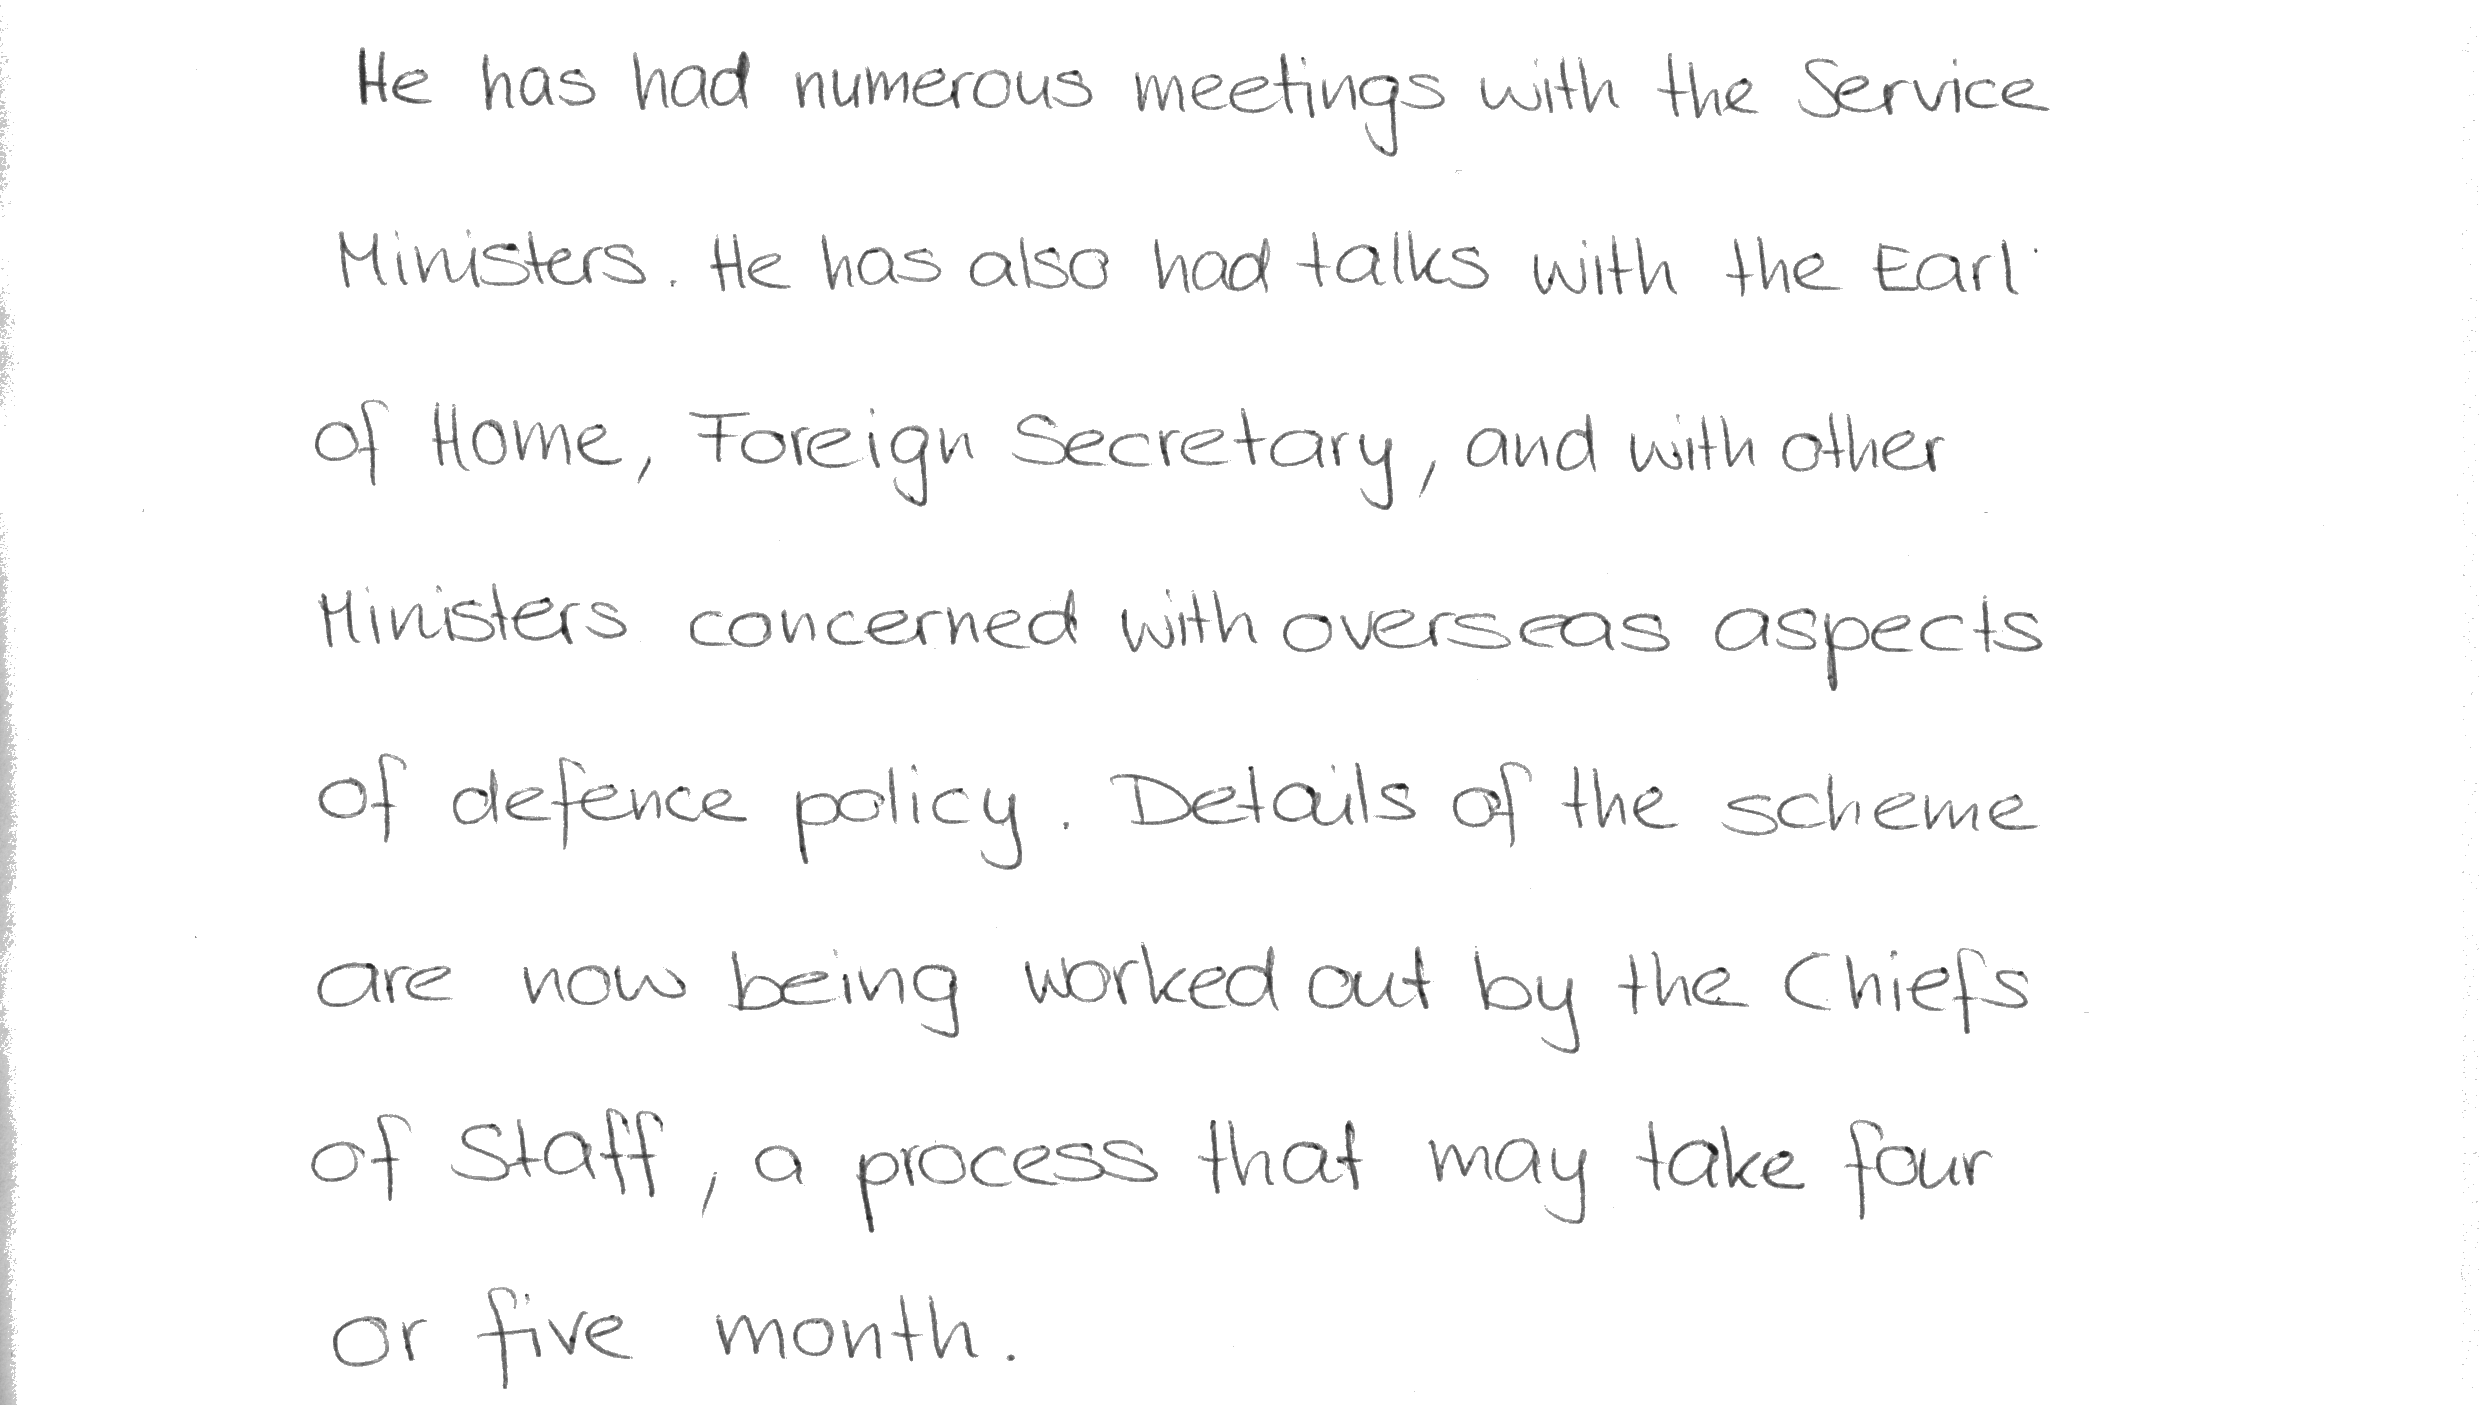 He has had numerous meetings with the Service
Ministers. He has also had talks with the Earl
of Home, Foreign Secretary, and with other
Ministers concerned with overseas aspects
of defence policy. Details of the scheme
are now being worked out by the Chiefs
of Staff, a process that may take four
or five month.